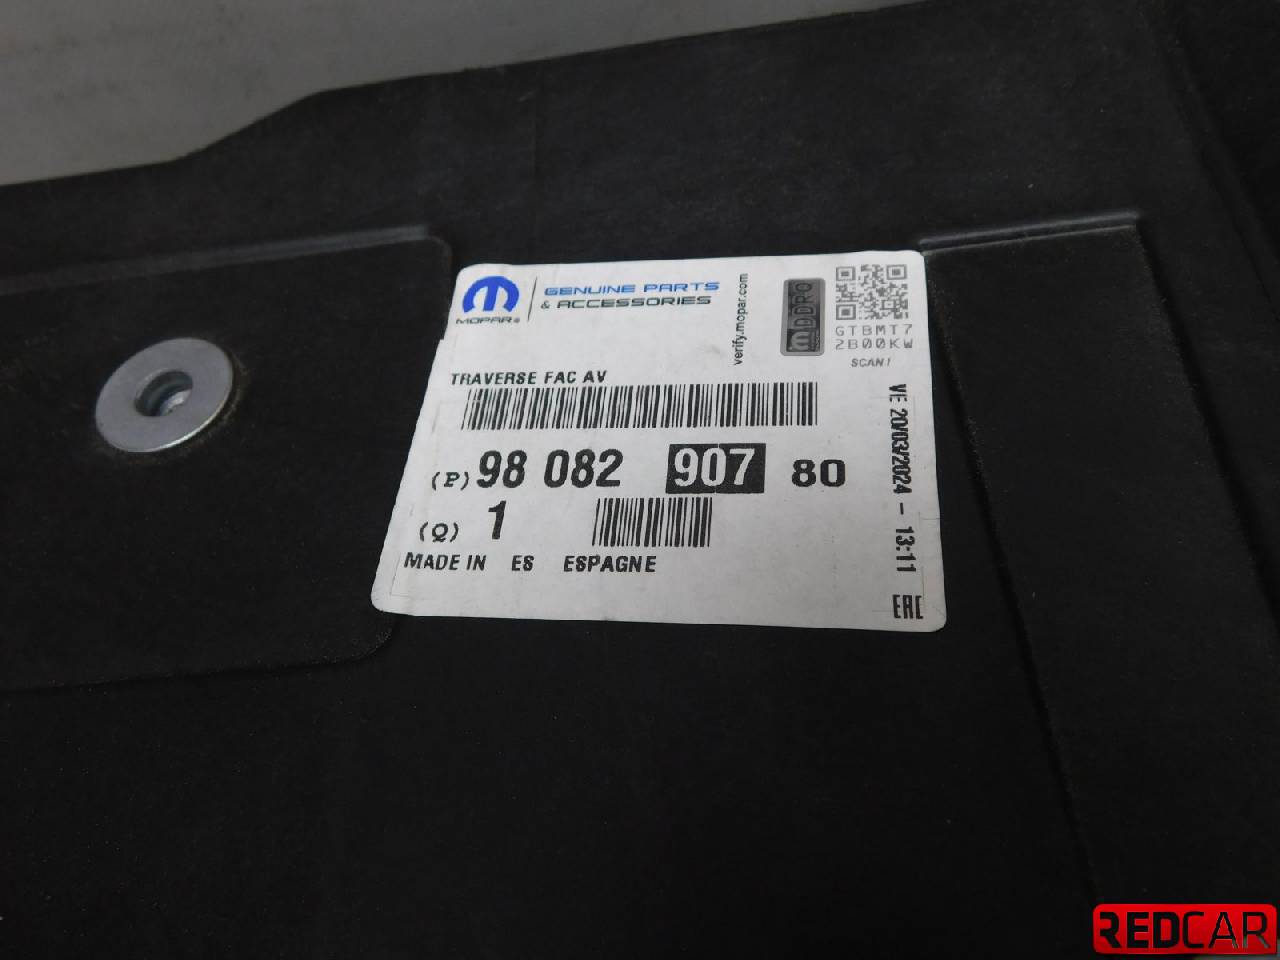 MOPAR®
GENUINE PARTS
& ACCESSORIES
verify.mopar.com
GTBMT7
2B00KW
SCAN!
TRAVERSE FAC AV
(P) 98 082 907 80
(Q) 1
MADE IN ES ESPAGNE
VE 20/03/2024 - 13:11
EAC
REDCAR